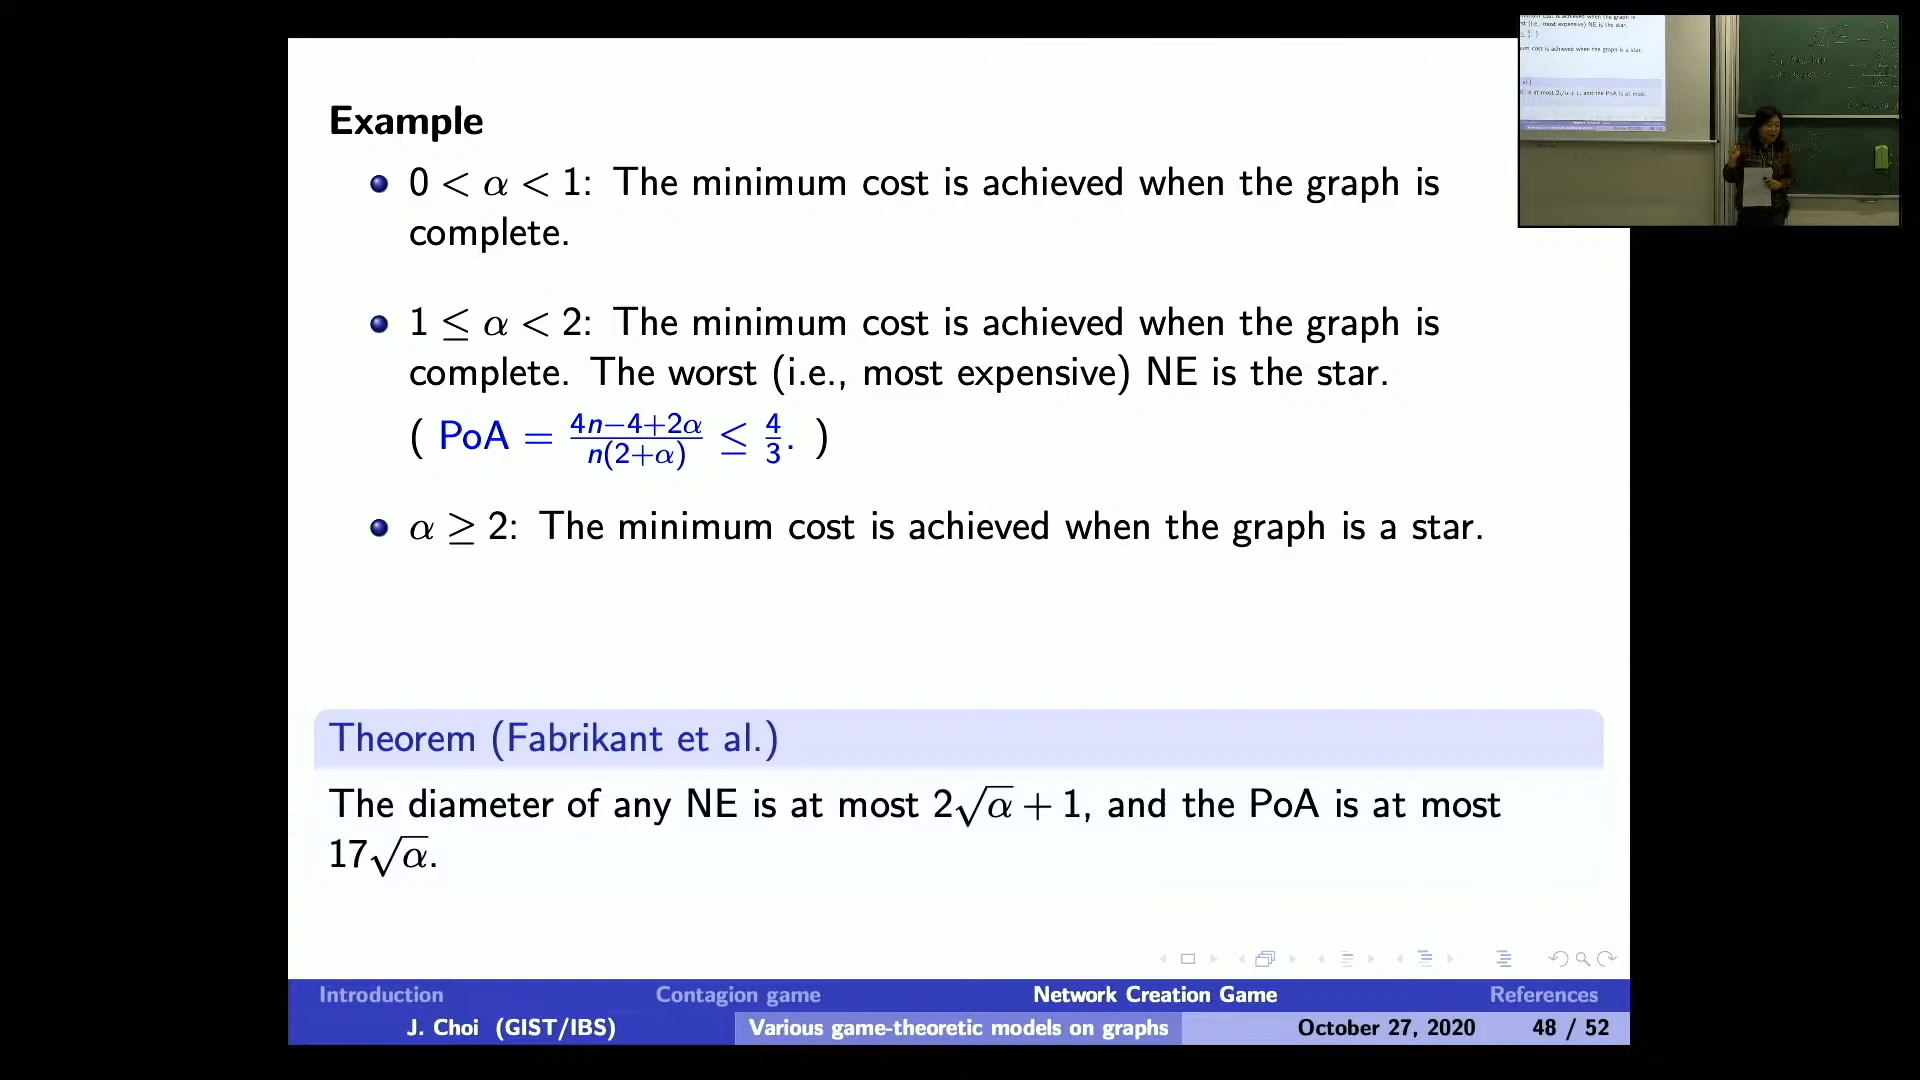 Example
0 < α < 1: The minimum cost is achieved when the graph is
complete.
1 ≤ α < 2: The minimum cost is achieved when the graph is
complete. The worst (i.e., most expensive) NE is the star.
( PoA = 4n−4+2α / n(2+α) ≤ 4/3. )
α ≥ 2: The minimum cost is achieved when the graph is a star.
Theorem (Fabrikant et al.)
The diameter of any NE is at most 2√α + 1, and the PoA is at most
17√α.
Introduction Contagion game Network Creation Game References
J. Choi (GIST/IBS) Various game-theoretic models on graphs October 27, 2020 48 / 52